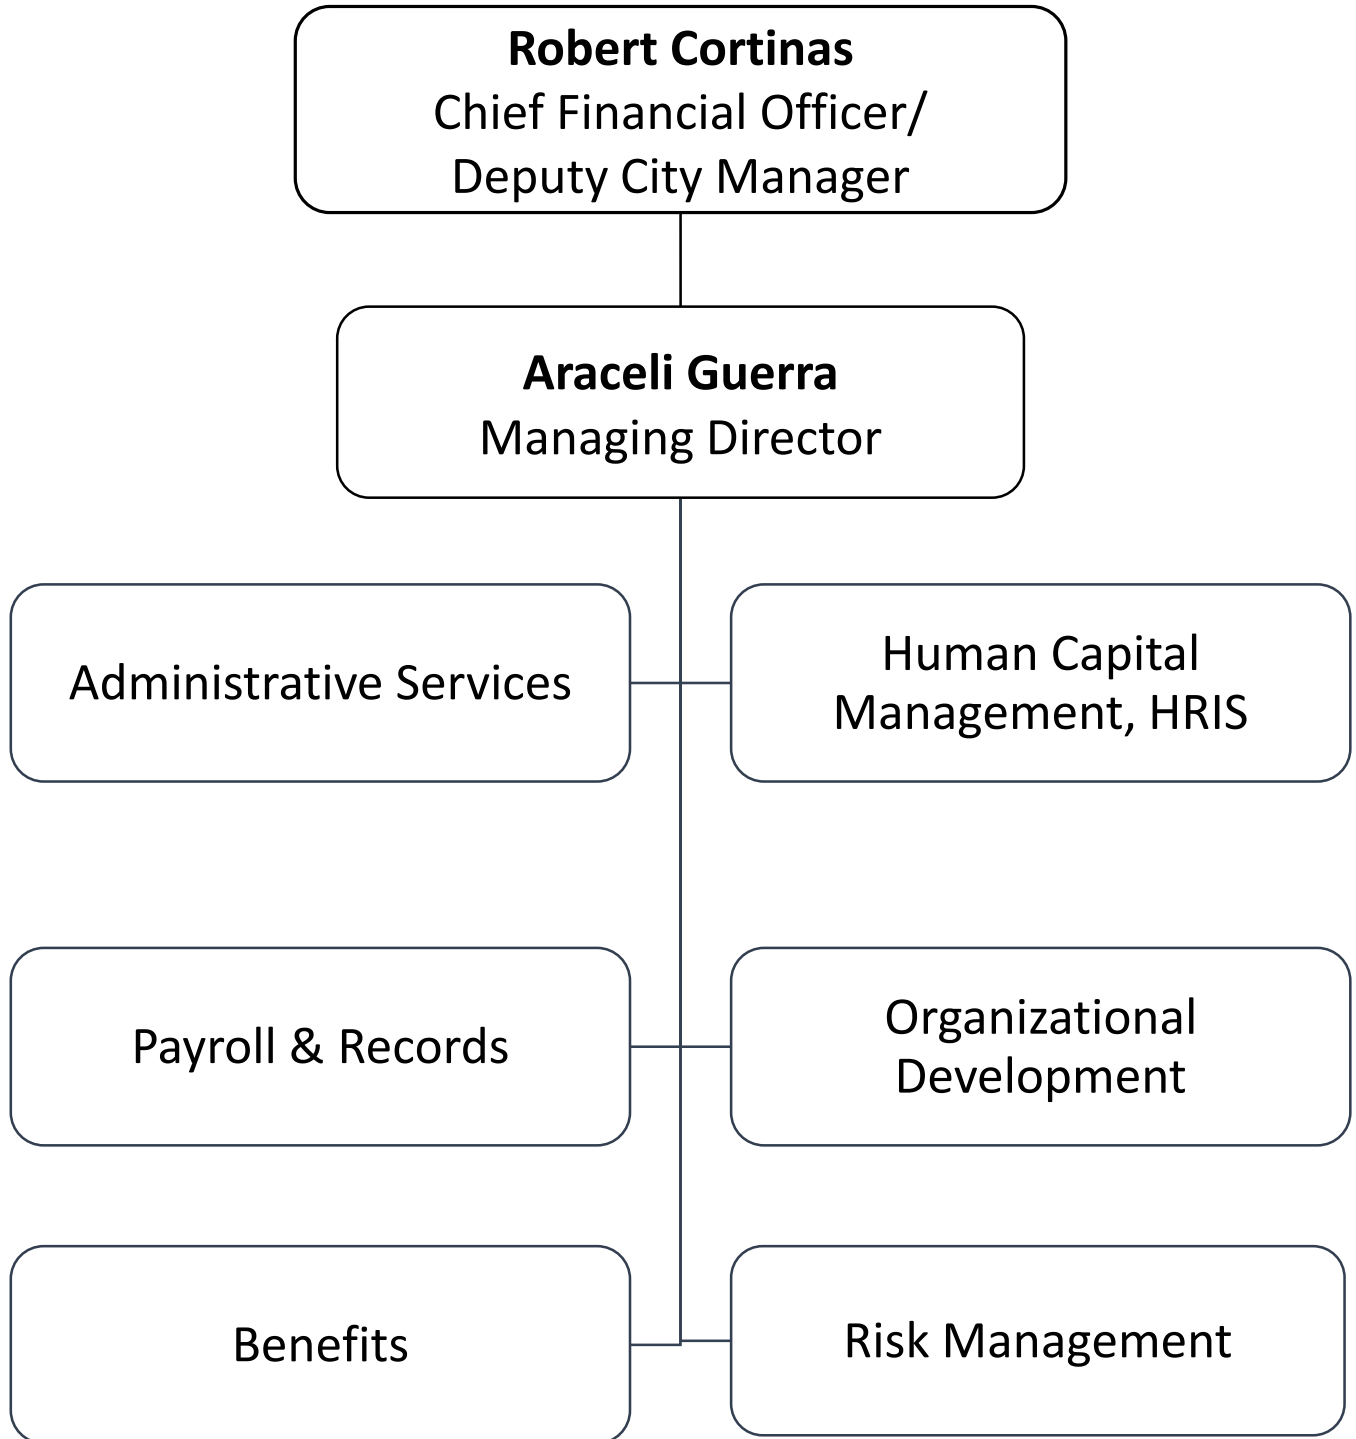 Robert Cortinas
Chief Financial Officer/
Deputy City Manager
Araceli Guerra
Managing Director
Administrative Services
Human Capital
Management, HRIS
Payroll & Records
Organizational
Development
Benefits
Risk Management